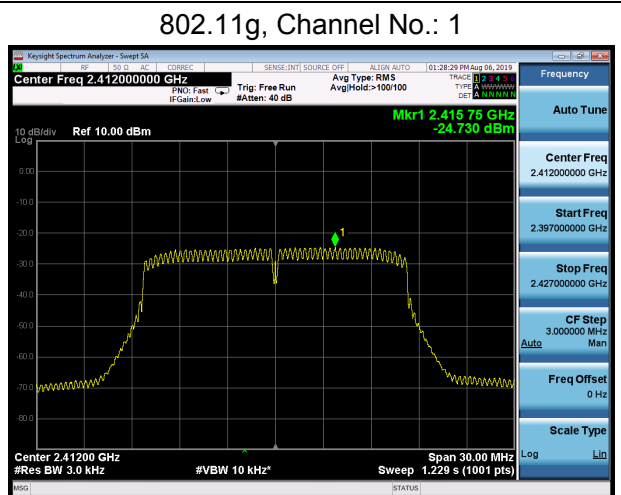 802.11g, Channel No.: 1
Keysight Spectrum Analyzer - Swept SA
RF 50 Ω AC CORREC SENSE:INT SOURCE OFF ALIGN AUTO 01:28:29 PM Aug 06, 2019
Center Freq 2.412000000 GHz
PNO: Fast
IFGain:Low
Trig: Free Run
#Atten: 40 dB
Avg Type: RMS
Avg|Hold:>100/100
TRACE 1 2 3 4 5 6
TYPE A WWWWW
DET A N N N N N
Frequency
Mkr1 2.415 75 GHz
-24.730 dBm
10 dB/div Ref 10.00 dBm
Log
0.00
-10.0
-20.0
-30.0
-40.0
-50.0
-60.0
-70.0
-80.0
1
Auto Tune
Center Freq
2.412000000 GHz
Start Freq
2.397000000 GHz
Stop Freq
2.427000000 GHz
CF Step
3.000000 MHz
Auto Man
Freq Offset
0 Hz
Scale Type
Log Lin
Center 2.41200 GHz Span 30.00 MHz
#Res BW 3.0 kHz #VBW 10 kHz* Sweep 1.229 s (1001 pts)
MSG STATUS